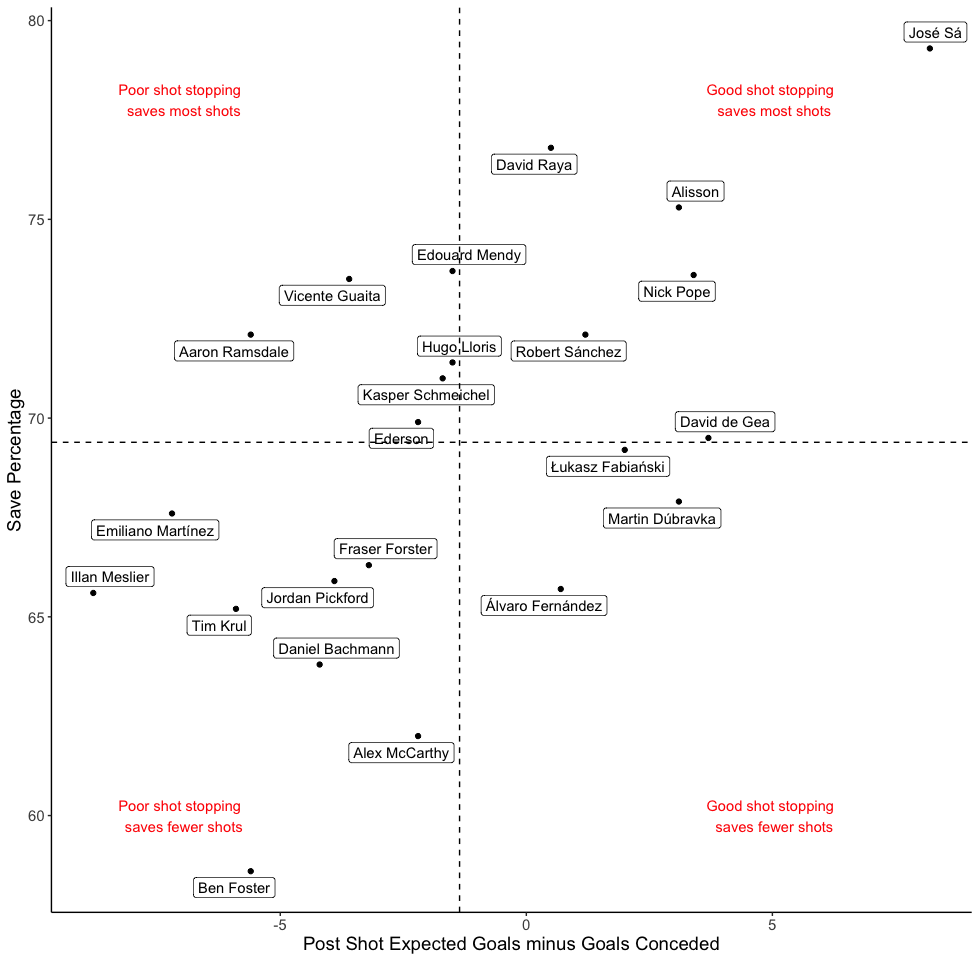 80
José Sá
Poor shot stopping
saves most shots
Good shot stopping
saves most shots
David Raya
Alisson
75
Edouard Mendy
Vicente Guaita
Nick Pope
Hugo Lloris
Aaron Ramsdale
Robert Sánchez
Kasper Schmeichel
70
David de Gea
Ederson
Łukasz Fabiański
Save Percentage
Martin Dúbravka
Emiliano Martínez
Fraser Forster
Illan Meslier
Jordan Pickford
Álvaro Fernández
65
Tim Krul
Daniel Bachmann
Alex McCarthy
60
Poor shot stopping
saves fewer shots
Good shot stopping
saves fewer shots
Ben Foster
-5
0
5
Post Shot Expected Goals minus Goals Conceded